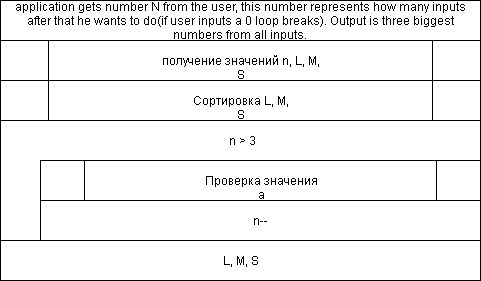 application gets number N from the user, this number represents how many inputs
after that he wants to do(if user inputs a 0 loop breaks). Output is three biggest
numbers from all inputs.
получение значений n, L, M,
S
Сортировка L, M,
S
n > 3
Проверка значения
a
n--
L, M, S